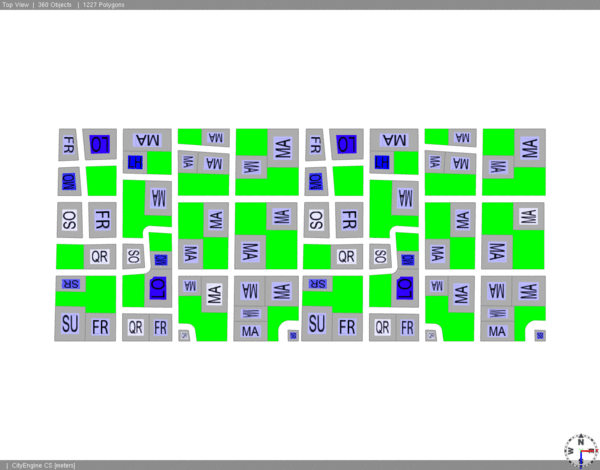 Top View | 360 Objects | 1227 Polygons
FR LO MA MA MA FR LO MA MA MA
MA MA MA MA MA MA
MO MO
MA MA
SO FR MA MA SO FR MA MA
QR SO MA MA QR SO MA MA
SR LO MA MA MA MA SR LO MA MA MA MA
SU FR QR FR MA MA SU FR QR FR MA MA
CityEngine CS [meters]
N
W
S